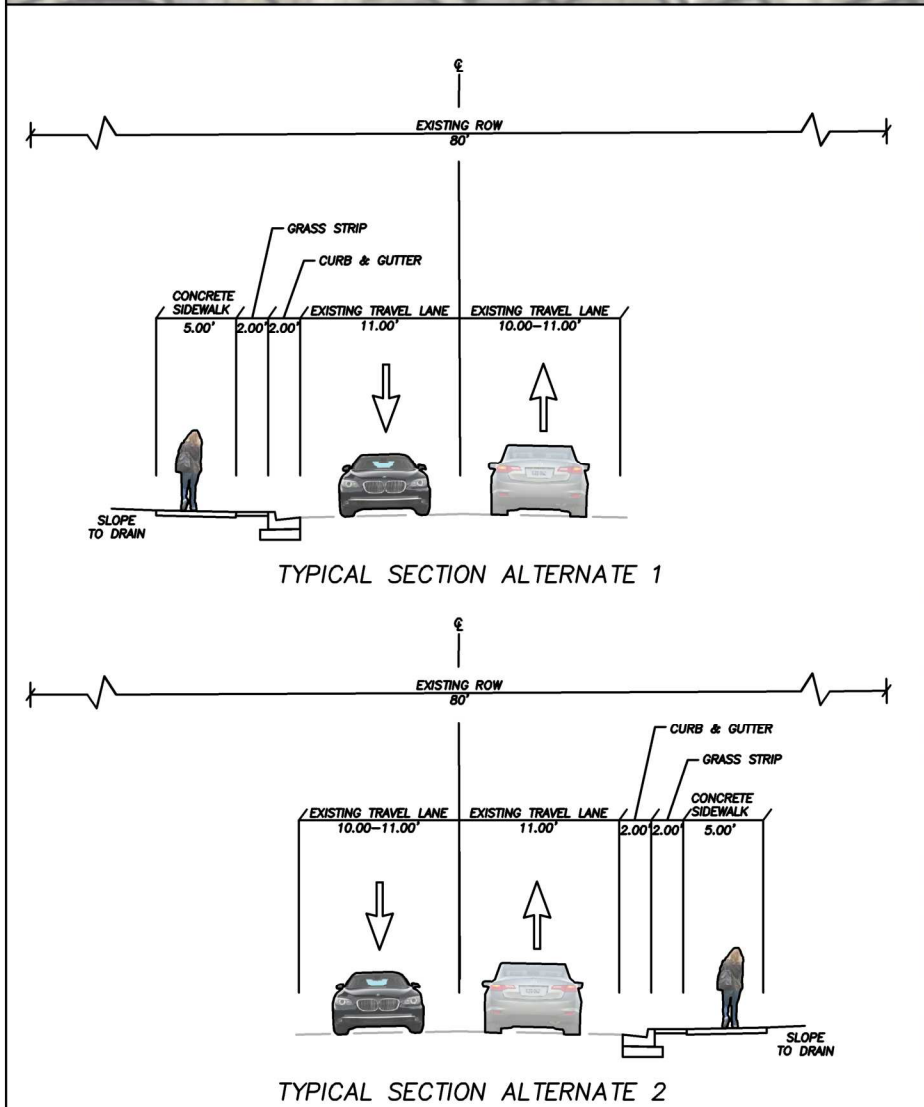 ℄
EXISTING ROW
80'
GRASS STRIP
CURB & GUTTER
CONCRETE
SIDEWALK
5.00'
2.00'
2.00'
EXISTING TRAVEL LANE
11.00'
EXISTING TRAVEL LANE
10.00-11.00'
SLOPE
TO DRAIN
TYPICAL SECTION ALTERNATE 1
℄
EXISTING ROW
80'
CURB & GUTTER
GRASS STRIP
EXISTING TRAVEL LANE
10.00-11.00'
EXISTING TRAVEL LANE
11.00'
2.00'
2.00'
CONCRETE
SIDEWALK
5.00'
SLOPE
TO DRAIN
TYPICAL SECTION ALTERNATE 2